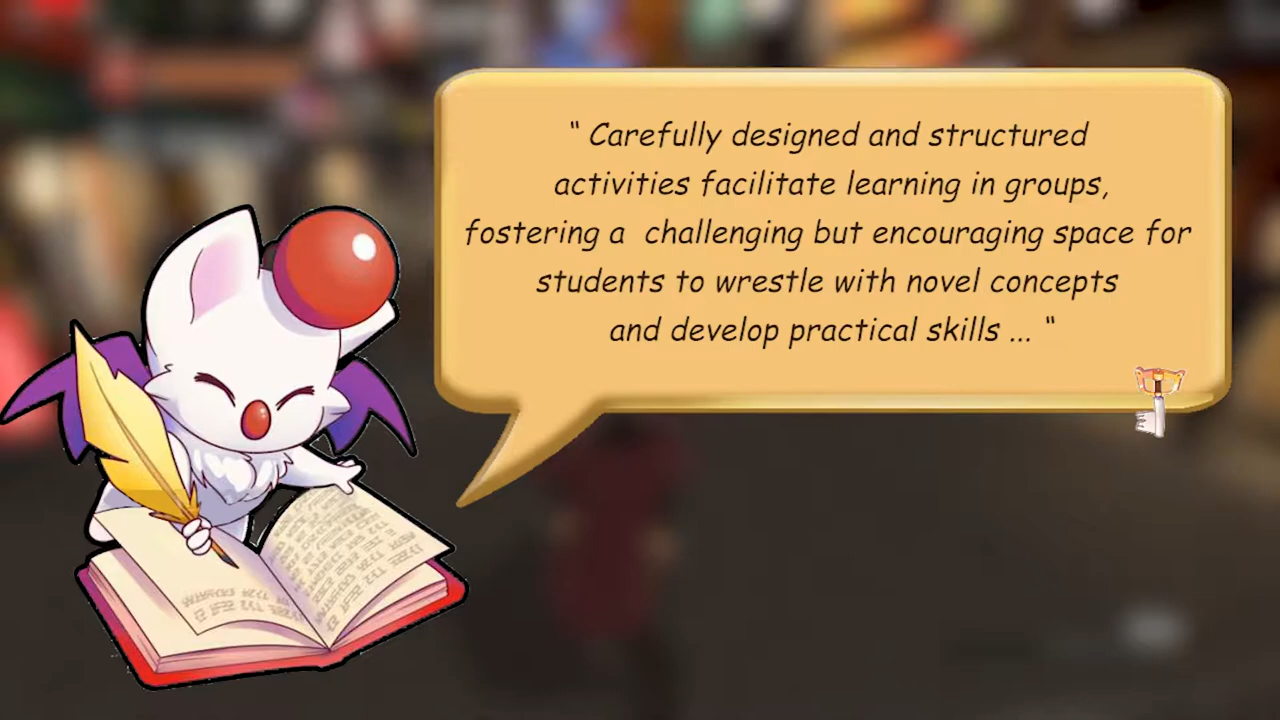 “ Carefully designed and structured
activities facilitate learning in groups,
fostering a  challenging but encouraging space for
students to wrestle with novel concepts
and develop practical skills ... “